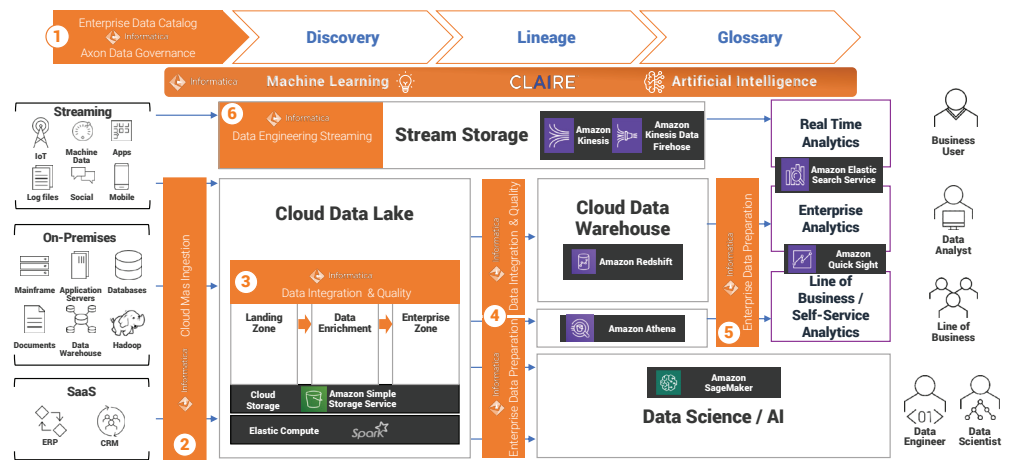 1
Enterprise Data Catalog
Informatica
Axon Data Governance
Discovery
Lineage
Glossary
Informatica
Machine Learning
CLAIRE
Artificial Intelligence
Streaming
IoT
Machine
Data
Apps
Log files
Social
Mobile
On-Premises
Mainframe
Application
Servers
Databases
Documents
Data
Warehouse
Hadoop
SaaS
ERP
CRM
2
Informatica
Cloud Mas Ingestion
6
Informatica
Data Engineering Streaming
Stream Storage
Amazon
Kinesis
Amazon
Kinesis Data
Firehose
Cloud Data Lake
3
Informatica
Data Integration & Quality
Landing
Zone
Data
Enrichment
Enterprise
Zone
Cloud
Storage
Amazon Simple
Storage Service
Elastic Compute
Spark
4
Informatica
Data Integration & Quality
Informatica
Enterprise Data Preparation
Cloud Data
Warehouse
Amazon Redshift
Amazon Athena
Amazon
SageMaker
Data Science / AI
5
Informatica
Enterprise Data Preparation
Real Time
Analytics
Amazon Elastic
Search Service
Enterprise
Analytics
Amazon
Quick Sight
Line of
Business /
Self-Service
Analytics
Business
User
Data
Analyst
Line of
Business
<01>
Data
Engineer
Data
Scientist